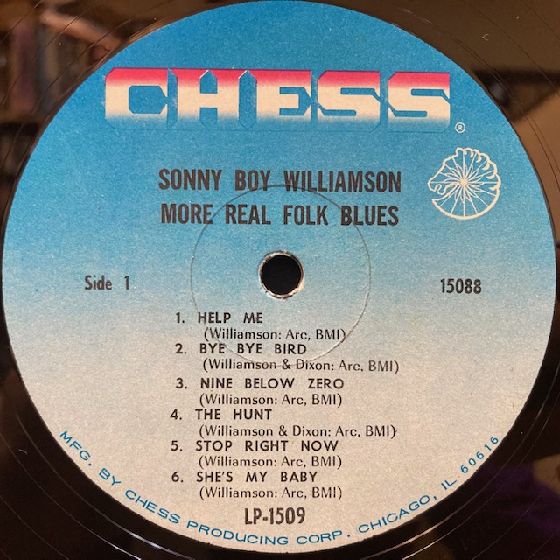 CHESS®
SONNY BOY WILLIAMSON
MORE REAL FOLK BLUES
Side 1
15088
1. HELP ME
(Williamson: Arc, BMI)
2. BYE BYE BIRD
(Williamson & Dixon: Arc, BMI)
3. NINE BELOW ZERO
(Williamson: Arc, BMI)
4. THE HUNT
(Williamson & Dixon: Arc, BMI)
5. STOP RIGHT NOW
(Williamson: Arc, BMI)
6. SHE'S MY BABY
(Williamson: Arc, BMI)
LP-1509
MFG. BY CHESS PRODUCING CORP. CHICAGO, IL 60616